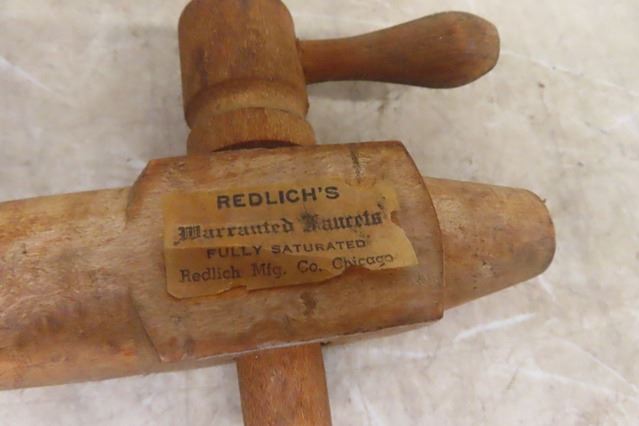 REDLICH'S
Warranted Faucets
FULLY SATURATED
Redlich Mfg. Co. Chicago